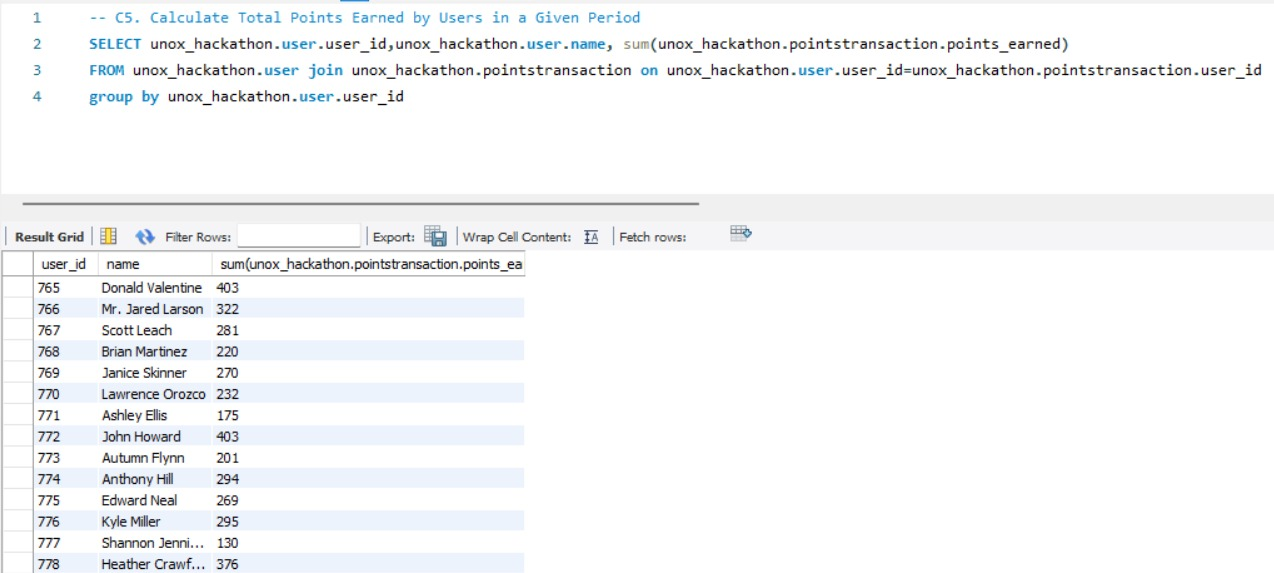 1 -- C5. Calculate Total Points Earned by Users in a Given Period
2 SELECT unox_hackathon.user.user_id,unox_hackathon.user.name, sum(unox_hackathon.pointstransaction.points_earned)
3 FROM unox_hackathon.user join unox_hackathon.pointstransaction on unox_hackathon.user.user_id=unox_hackathon.pointstransaction.user_id
4 group by unox_hackathon.user.user_id
Result Grid Filter Rows: Export: Wrap Cell Content: IA Fetch rows:
user_id name sum(unox_hackathon.pointstransaction.points_ea
765 Donald Valentine 403
766 Mr. Jared Larson 322
767 Scott Leach 281
768 Brian Martinez 220
769 Janice Skinner 270
770 Lawrence Orozco 232
771 Ashley Ellis 175
772 John Howard 403
773 Autumn Flynn 201
774 Anthony Hill 294
775 Edward Neal 269
776 Kyle Miller 295
777 Shannon Jenni... 130
778 Heather Crawf... 376